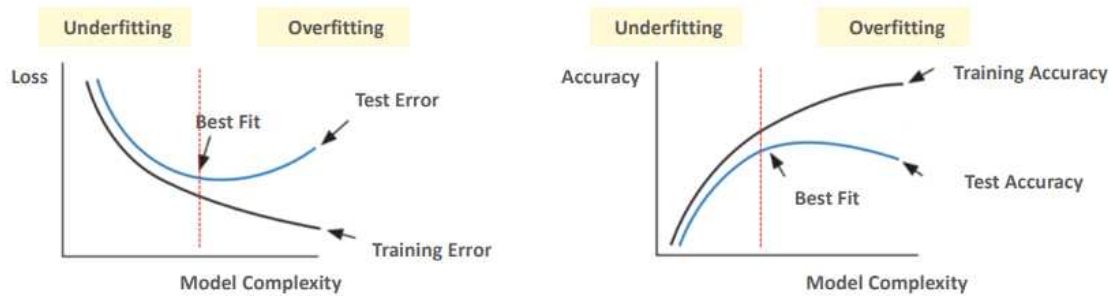 Underfitting
Overfitting
Loss
Test Error
Best Fit
Training Error
Model Complexity
Underfitting
Overfitting
Accuracy
Training Accuracy
Test Accuracy
Best Fit
Model Complexity